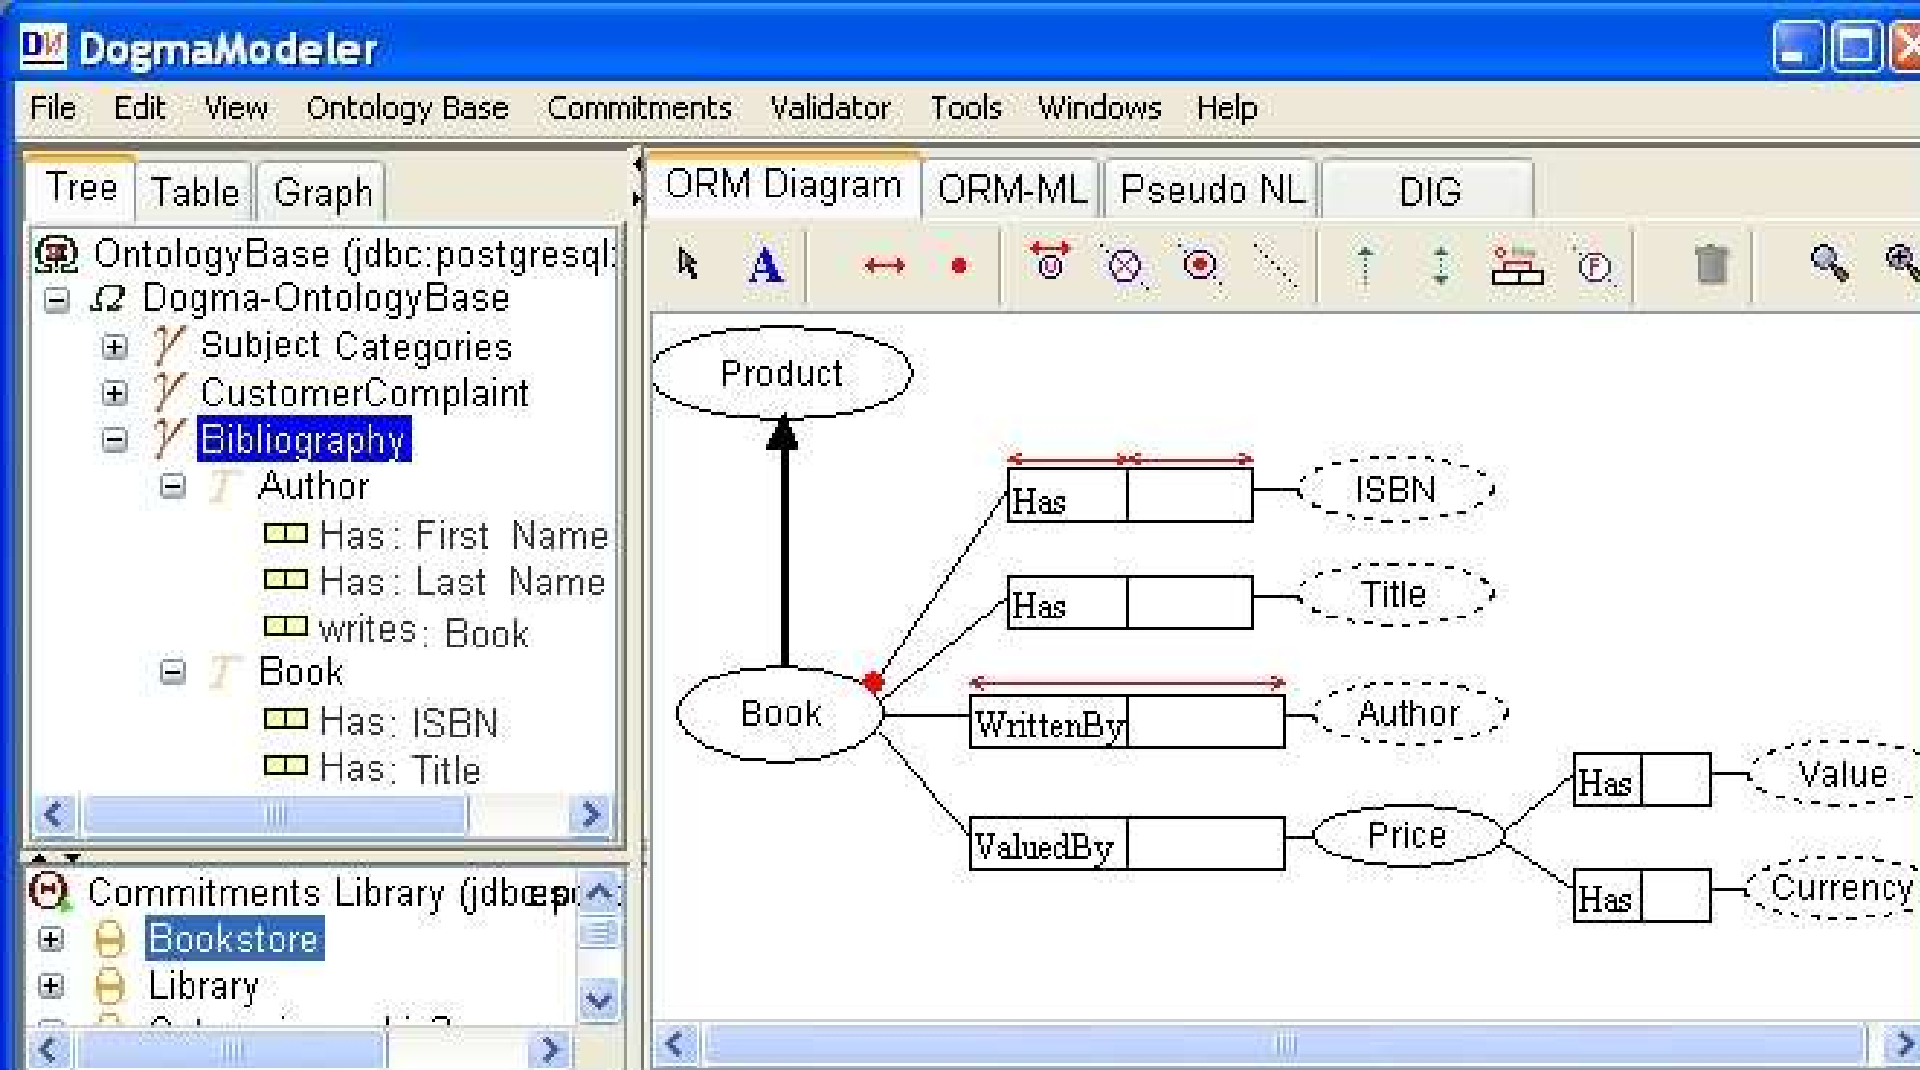 DM DogmaModeler
File Edit View Ontology Base Commitments Validator Tools Windows Help
Tree Table Graph
OntologyBase (jdbc:postgresql:
Ω Dogma-OntologyBase
γ Subject Categories
γ CustomerComplaint
γ Bibliography
T Author
Has: First Name
Has: Last Name
writes: Book
T Book
Has: ISBN
Has: Title
Commitments Library
Bookstore
Library
ORM Diagram ORM-ML Pseudo NL DIG
A
U
F
Product
Has
ISBN
Has
Title
Book
WrittenBy
Author
ValuedBy
Price
Has
Value
Has
Currency